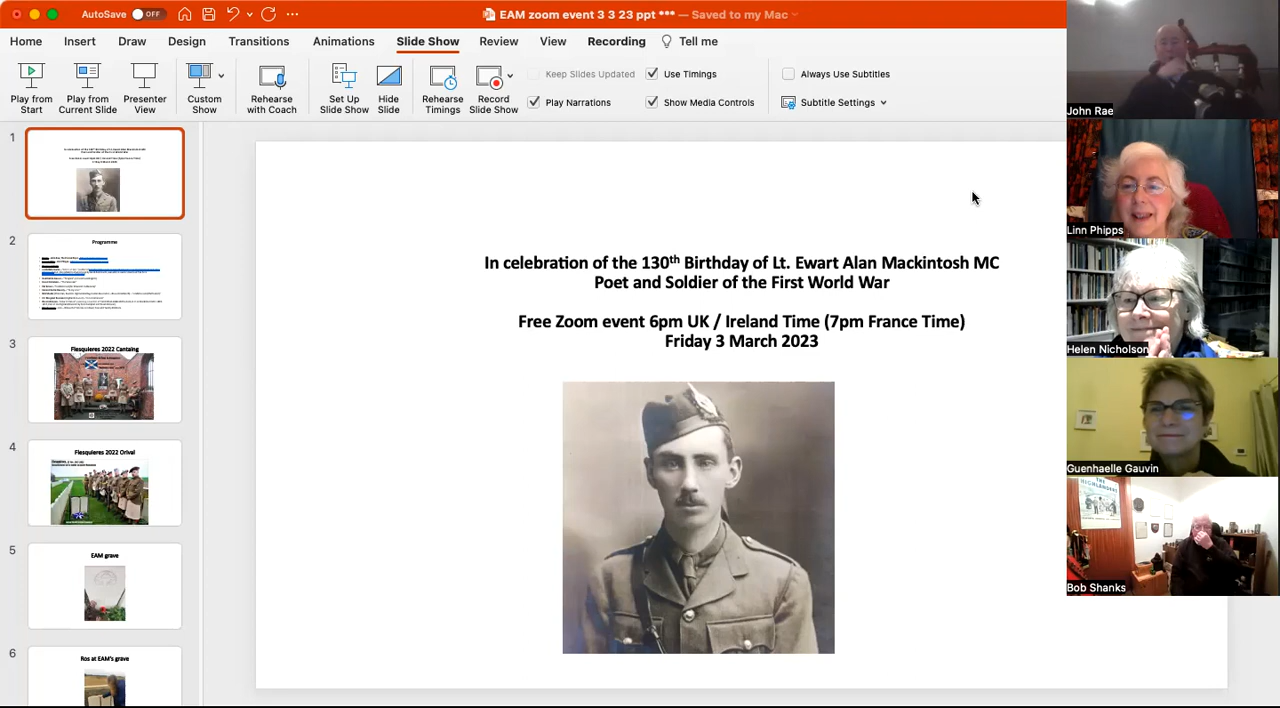 AutoSave OFF
EAM zoom event 3 3 23 ppt *** — Saved to my Mac
Home Insert Draw Design Transitions Animations Slide Show Review View Recording Tell me
Play from Start
Play from Current Slide
Presenter View
Custom Show
Rehearse with Coach
Set Up Slide Show
Hide Slide
Rehearse Timings
Record Slide Show
Keep Slides Updated
Use Timings
Play Narrations
Show Media Controls
Always Use Subtitles
Subtitle Settings
1
2
Programme
3
Flesquieres 2022 Cantaing
4
Flesquieres 2022 Orival
5
EAM grave
6
Ros at EAM's grave
In celebration of the 130th Birthday of Lt. Ewart Alan Mackintosh MC
Poet and Soldier of the First World War
Free Zoom event 6pm UK / Ireland Time (7pm France Time)
Friday 3 March 2023
John Rae
Linn Phipps
Helen Nicholson
Guenhaelle Gauvin
THE HIGHLANDERS
Bob Shanks